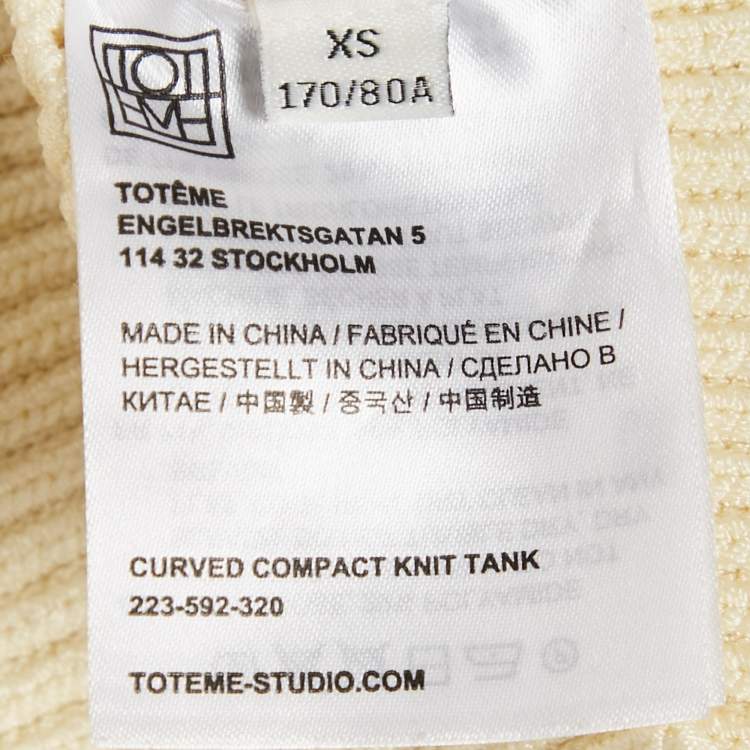 XS
170/80A
TOTÊME
TOTÊME
ENGELBREKTSGATAN 5
114 32 STOCKHOLM
MADE IN CHINA / FABRIQUÉ EN CHINE /
HERGESTELLT IN CHINA / СДЕЛАНО В
КИТАЕ / 中国製 / 중국산 / 中国制造
CURVED COMPACT KNIT TANK
223-592-320
TOTEME-STUDIO.COM